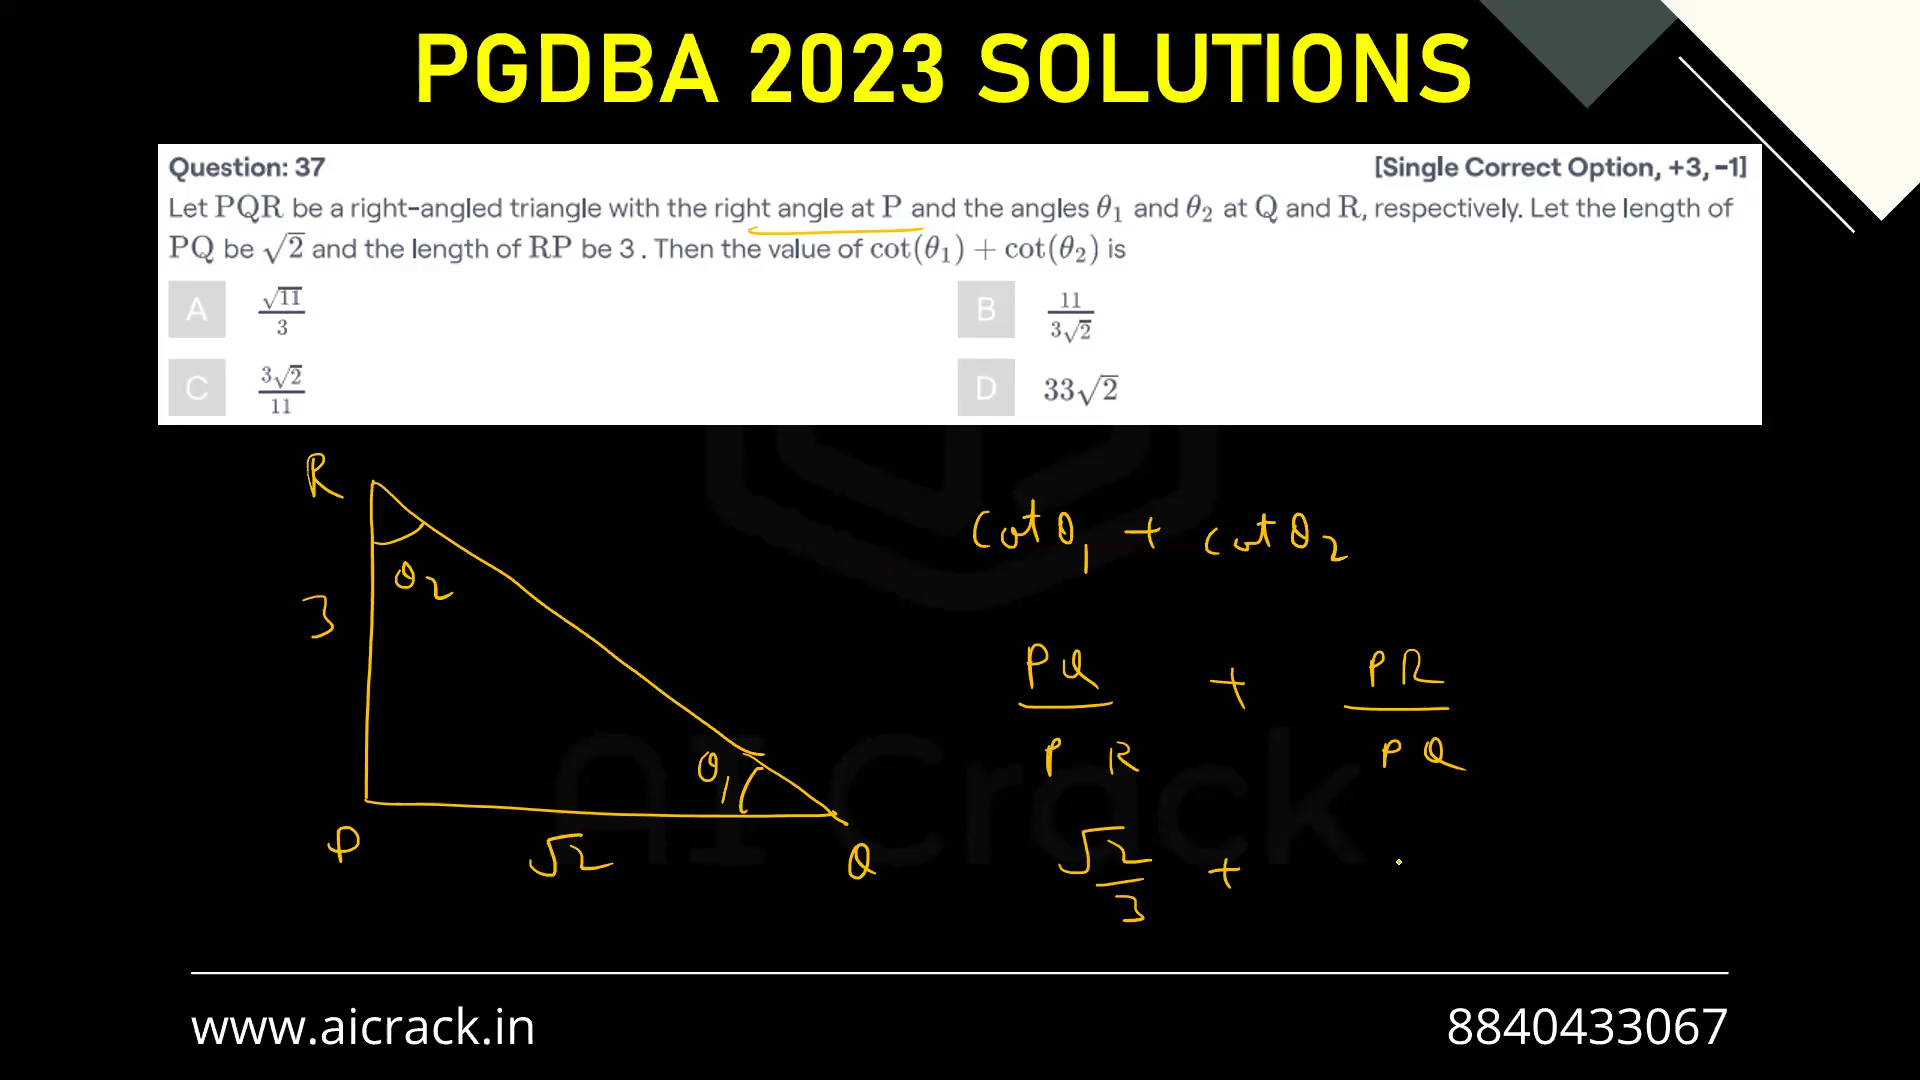 PGDBA 2023 SOLUTIONS
Question: 37 [Single Correct Option, +3, −1]
Let PQR be a right-angled triangle with the right angle at P and the angles θ₁ and θ₂ at Q and R, respectively. Let the length of
PQ be √2 and the length of RP be 3 . Then the value of cot(θ₁) + cot(θ₂) is
A √11/3 B 11/3√2
C 3√2/11 D 33√2
R
θ2
3
θ1
P √2 Q
cot θ1 + cot θ2
PQ/PR + PR/PQ
√2/3 +
AI Crack
www.aicrack.in 8840433067